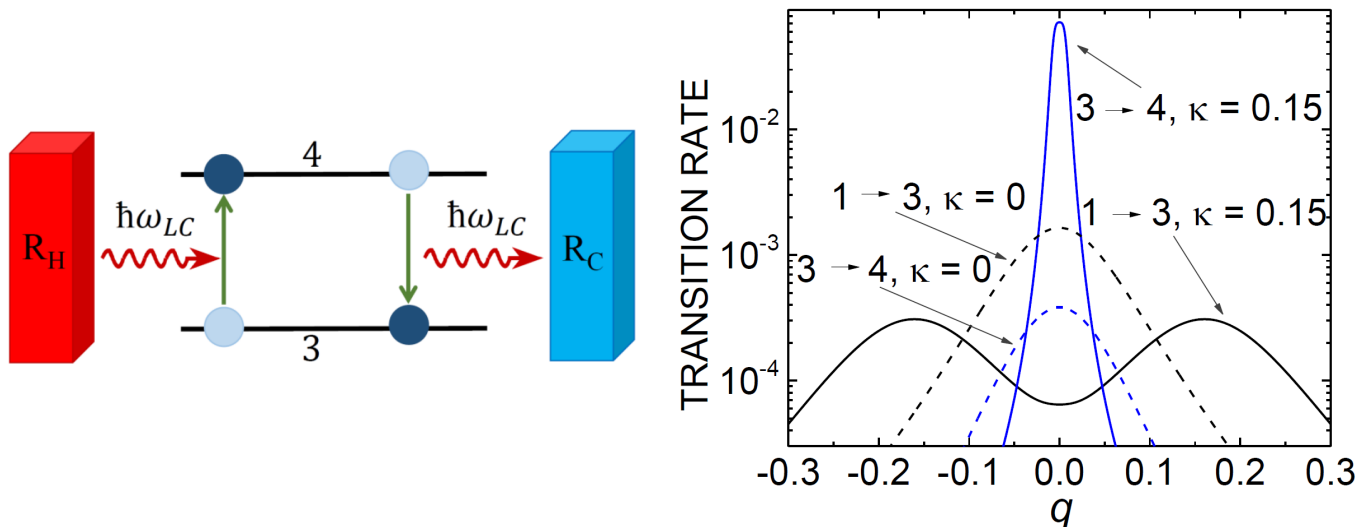 R_H
ħω_LC
4
3
ħω_LC
R_C
TRANSITION RATE
10^-2
10^-3
10^-4
3 → 4, κ = 0.15
1 → 3, κ = 0
1 → 3, κ = 0.15
3 → 4, κ = 0
-0.3 -0.2 -0.1 0.0 0.1 0.2 0.3
q